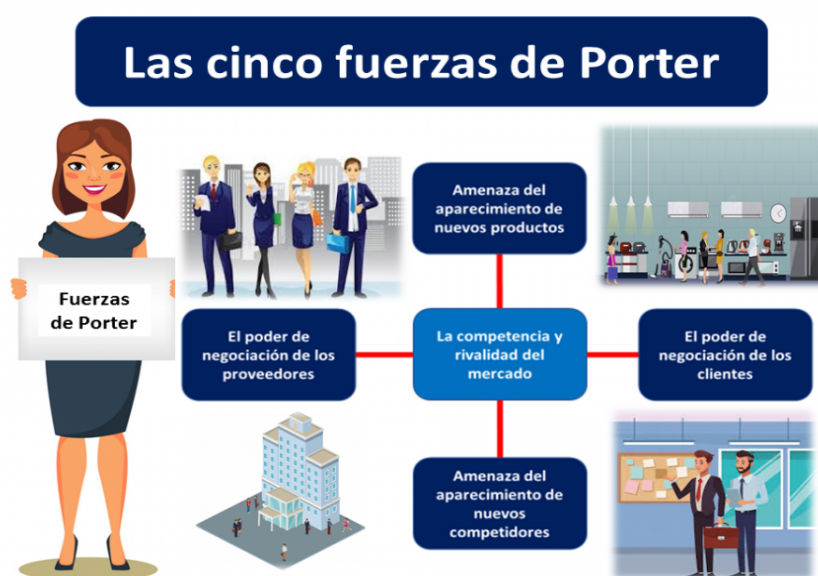 Las cinco fuerzas de Porter
Fuerzas
de Porter
Amenaza del
aparecimiento de
nuevos productos
El poder de
negociación de los
proveedores
La competencia y
rivalidad del
mercado
El poder de
negociación de los
clientes
Amenaza del
aparecimiento de
nuevos
competidores